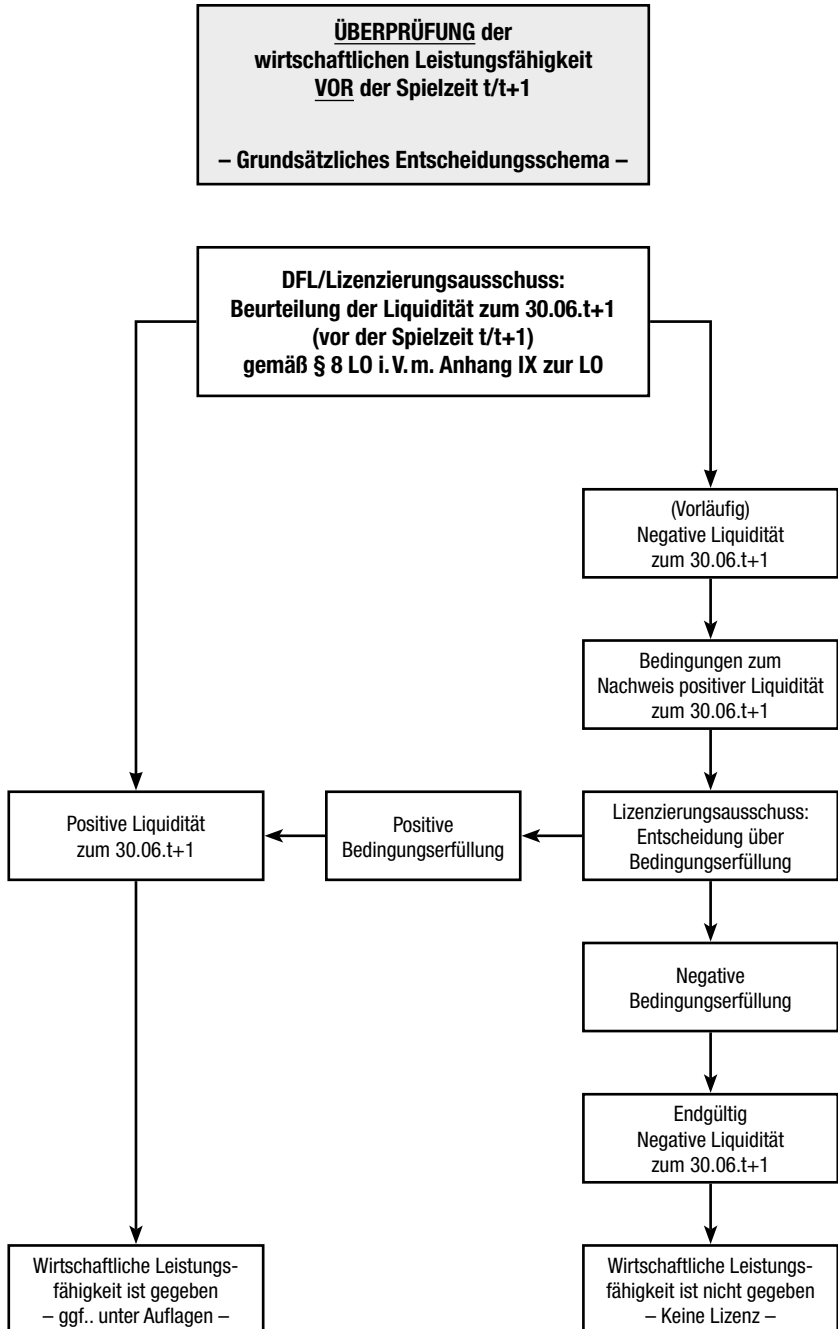 ÜBERPRÜFUNG der
wirtschaftlichen Leistungsfähigkeit
VOR der Spielzeit t/t+1
– Grundsätzliches Entscheidungsschema –
DFL/Lizenzierungsausschuss:
Beurteilung der Liquidität zum 30.06.t+1
(vor der Spielzeit t/t+1)
gemäß § 8 LO i.V.m. Anhang IX zur LO
(Vorläufig)
Negative Liquidität
zum 30.06.t+1
Bedingungen zum
Nachweis positiver Liquidität
zum 30.06.t+1
Positive Liquidität
zum 30.06.t+1
Positive
Bedingungserfüllung
Lizenzierungsausschuss:
Entscheidung über
Bedingungserfüllung
Negative
Bedingungserfüllung
Endgültig
Negative Liquidität
zum 30.06.t+1
Wirtschaftliche Leistungs-
fähigkeit ist gegeben
– ggf.. unter Auflagen –
Wirtschaftliche Leistungs-
fähigkeit ist nicht gegeben
– Keine Lizenz –